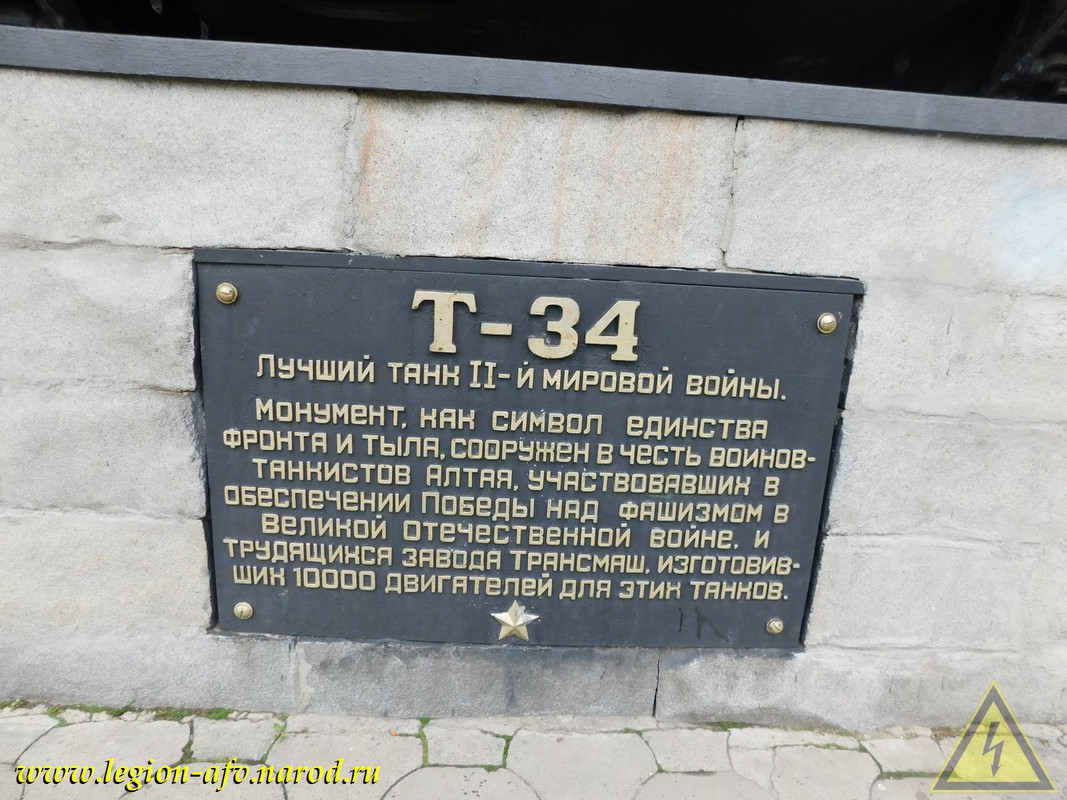 Т-34
Лучший танк II-й мировой войны.
Монумент, как символ единства
фронта и тыла, сооружен в честь воинов-
танкистов Алтая, участвовавших в
обеспечении Победы над фашизмом в
Великой Отечественной войне, и
трудящихся завода Трансмаш, изготовив-
ших 10000 двигателей для этих танков.
www.legion-afv.narod.ru